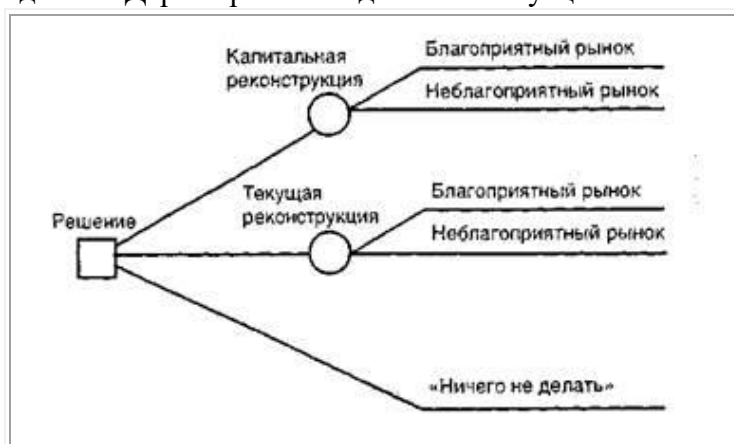 Капитальная
реконструкция
Благоприятный рынок
Неблагоприятный рынок
Решение
Текущая
реконструкция
Благоприятный рынок
Неблагоприятный рынок
«Ничего не делать»